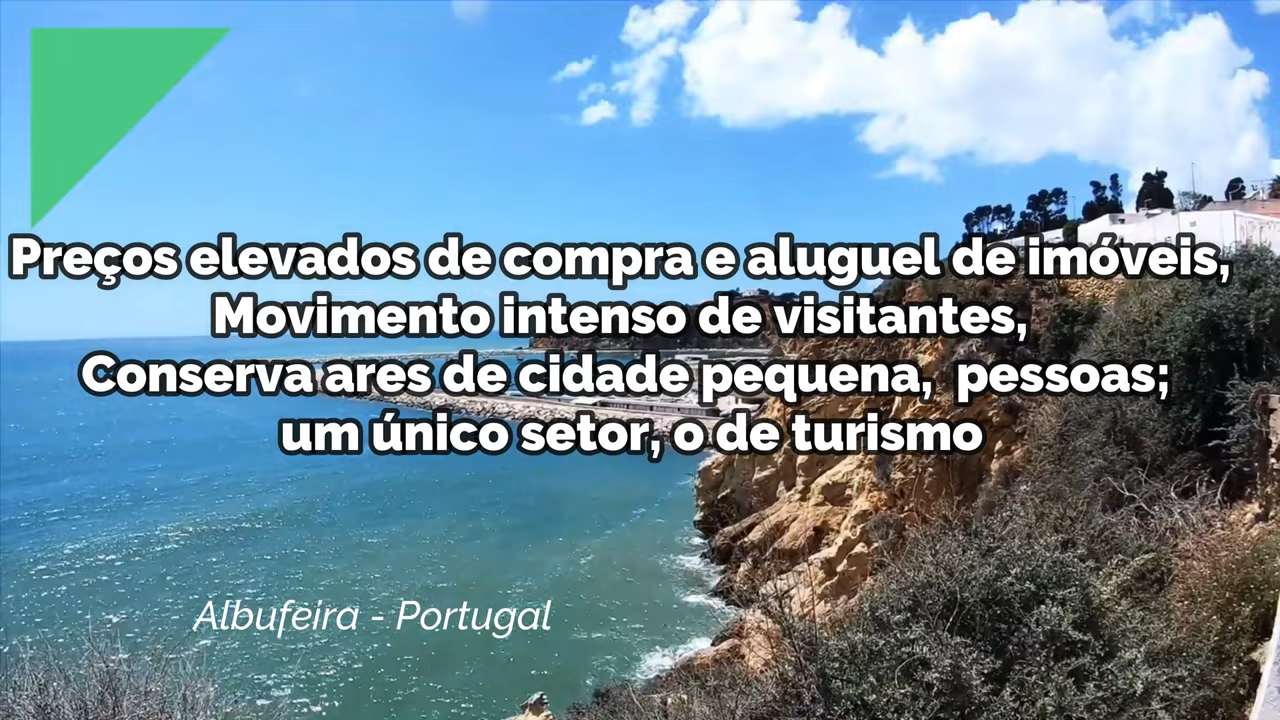 Preços elevados de compra e aluguel de imóveis,
Movimento intenso de visitantes,
Conserva ares de cidade pequena, pessoas;
um único setor, o de turismo
Albufeira - Portugal